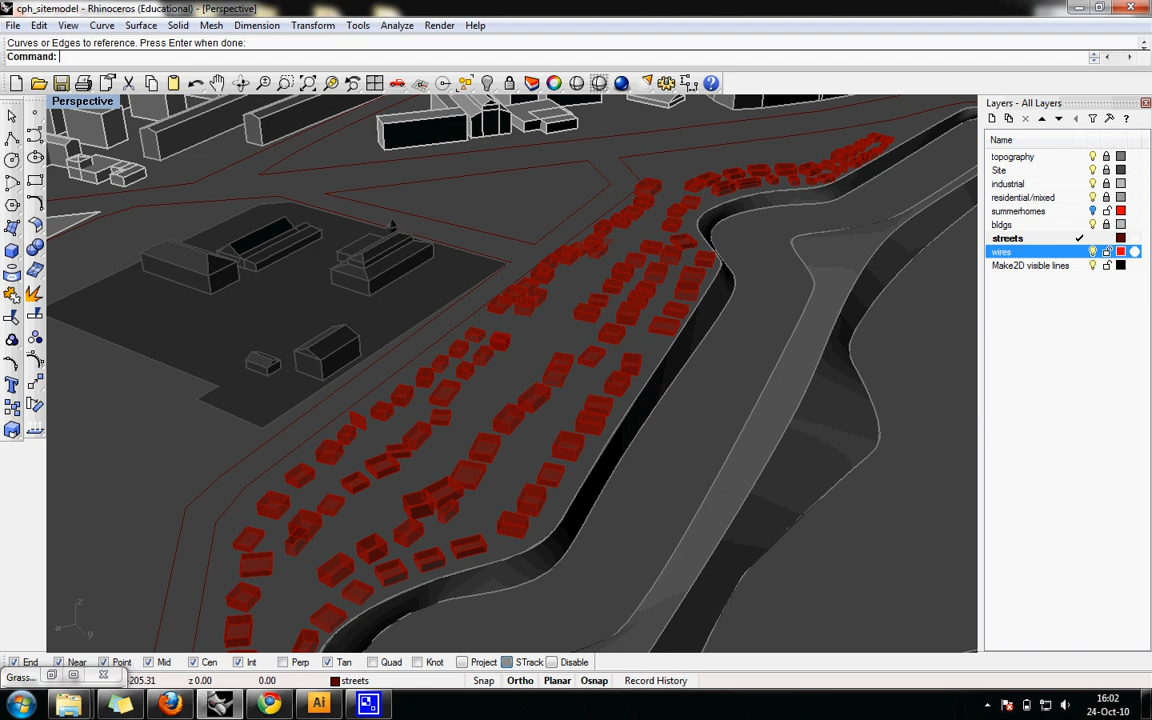 cph_sitemodel - Rhinoceros (Educational) - [Perspective]
File Edit View Curve Surface Solid Mesh Dimension Transform Tools Analyze Render Help
Curves or Edges to reference. Press Enter when done:
Command:
Perspective
Layers - All Layers
Name
topography
Site
industrial
residential/mixed
summerhomes
bldgs
streets
wires
Make2D visible lines
z
x
y
End Near Point Mid Cen Int Perp Tan Quad Knot Project STrack Disable
Grass...
205.31 z 0.00 0.00 streets Snap Ortho Planar Osnap Record History
Ai
16:02
24-Oct-10